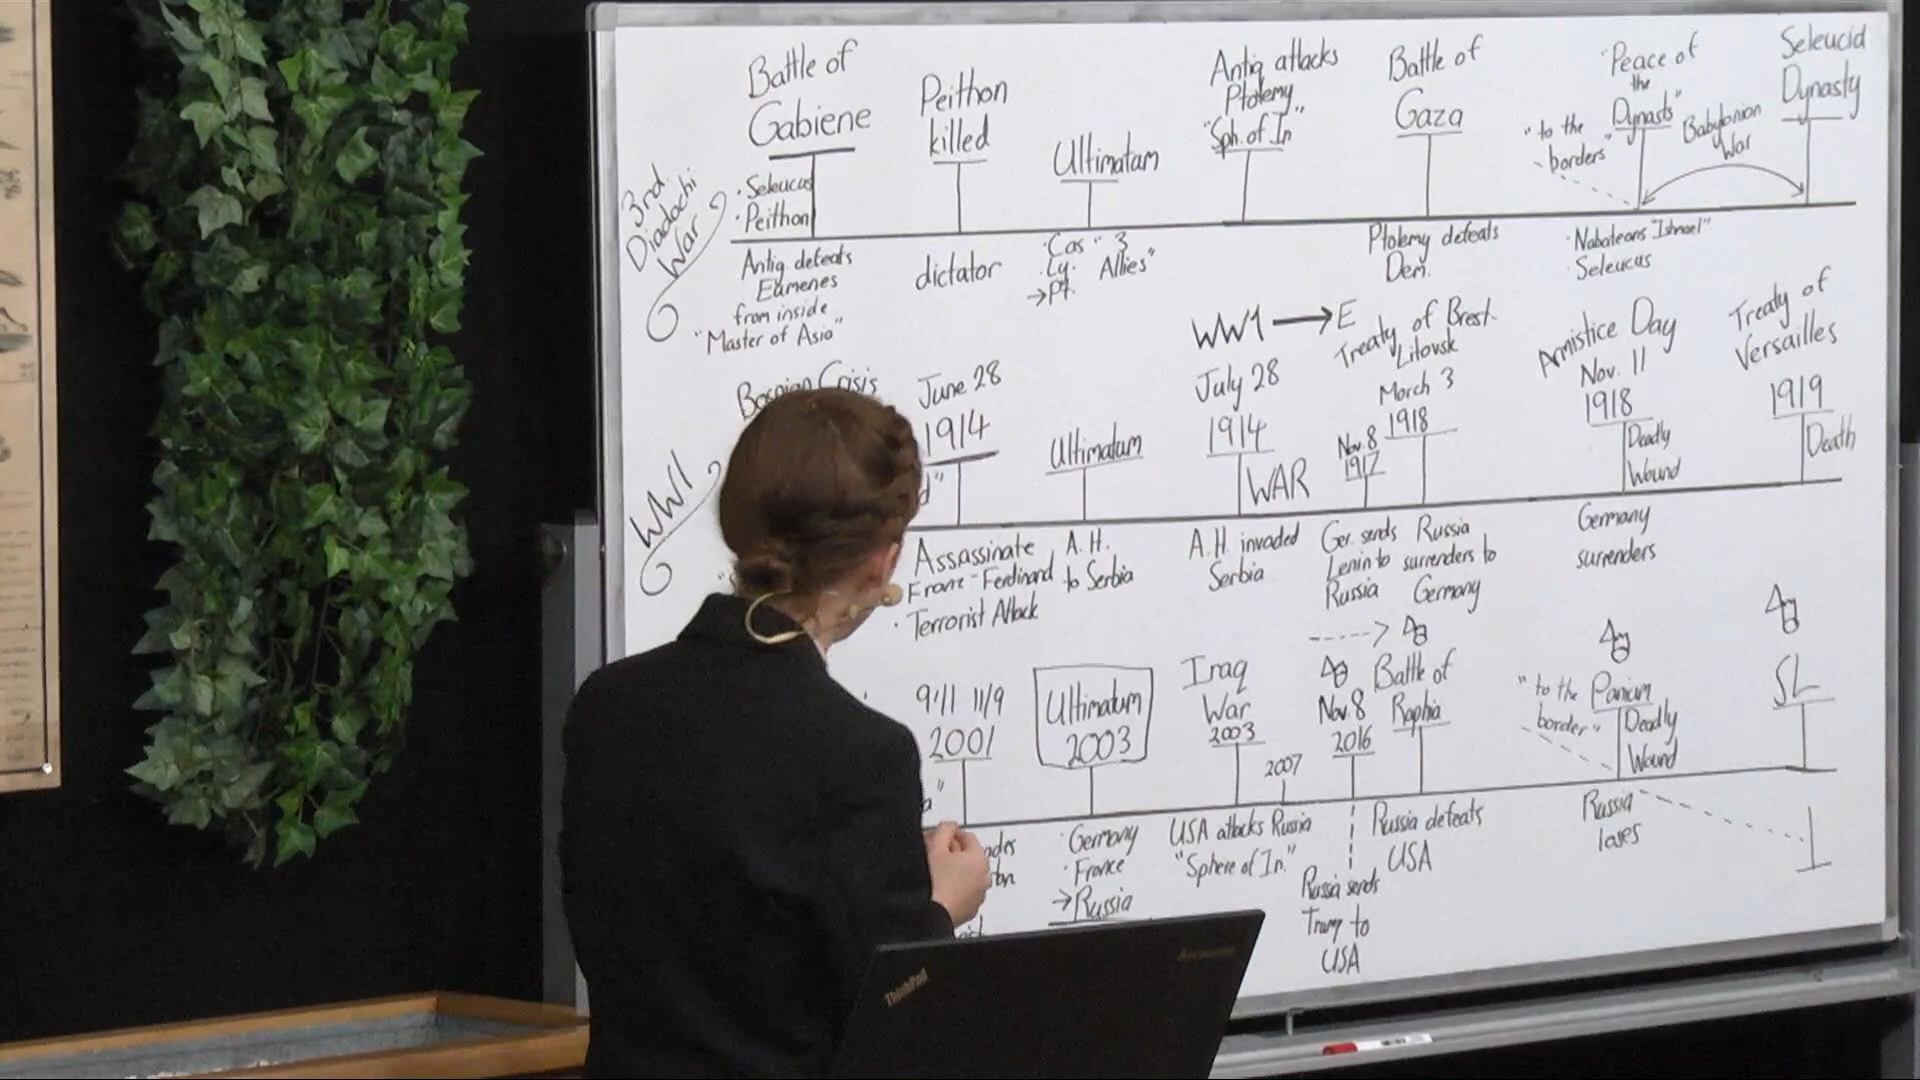 3rd.
Diadochi
War
Battle of
Gabiene
· Seleucus
· Peithon
Antig defeats
Eumenes
from inside
"Master of Asia"
Peithon
killed
dictator
Ultimatum
· Cas " 3
· Ly. Allies"
→ Pt.
Antig attacks
Ptolemy
"Sph. of In"
Battle of
Gaza
Ptolemy defeats
Dem.
"Peace of
the
Dynasts"
"to the
borders"
· Nabateans "Ishmael"
· Seleucus
Babylonian
War
Seleucid
Dynasty
WW1
Bosnian Crisis
d"
June 28
1914
Assassinate
Franz-Ferdinand
· Terrorist Attack
Ultimatum
A. H.
to Serbia
WW1 → E
July 28
1914
WAR
A. H. invaded
Serbia
Nov. 8
1917
Ger. sends
Lenin to
Russia
Treaty of Brest-
Litovsk
March 3
1918
Russia
surrenders to
Germany
Armistice Day
Nov. 11
1918
Deadly
Wound
Germany
surrenders
Treaty of
Versailles
1919
Death
9/11 11/9
2001
a"
Ultimatum
2003
· Germany
· France
→ Russia
Iraq
War
2003
2007
USA attacks Russia
"Sphere of In."
Nov. 8
2016
Russia sends
Trump to
USA
Battle of
Raphia
Russia defeats
USA
"to the
border"
Panium
Deadly
Wound
Russia
loses
SL
ThinkPad